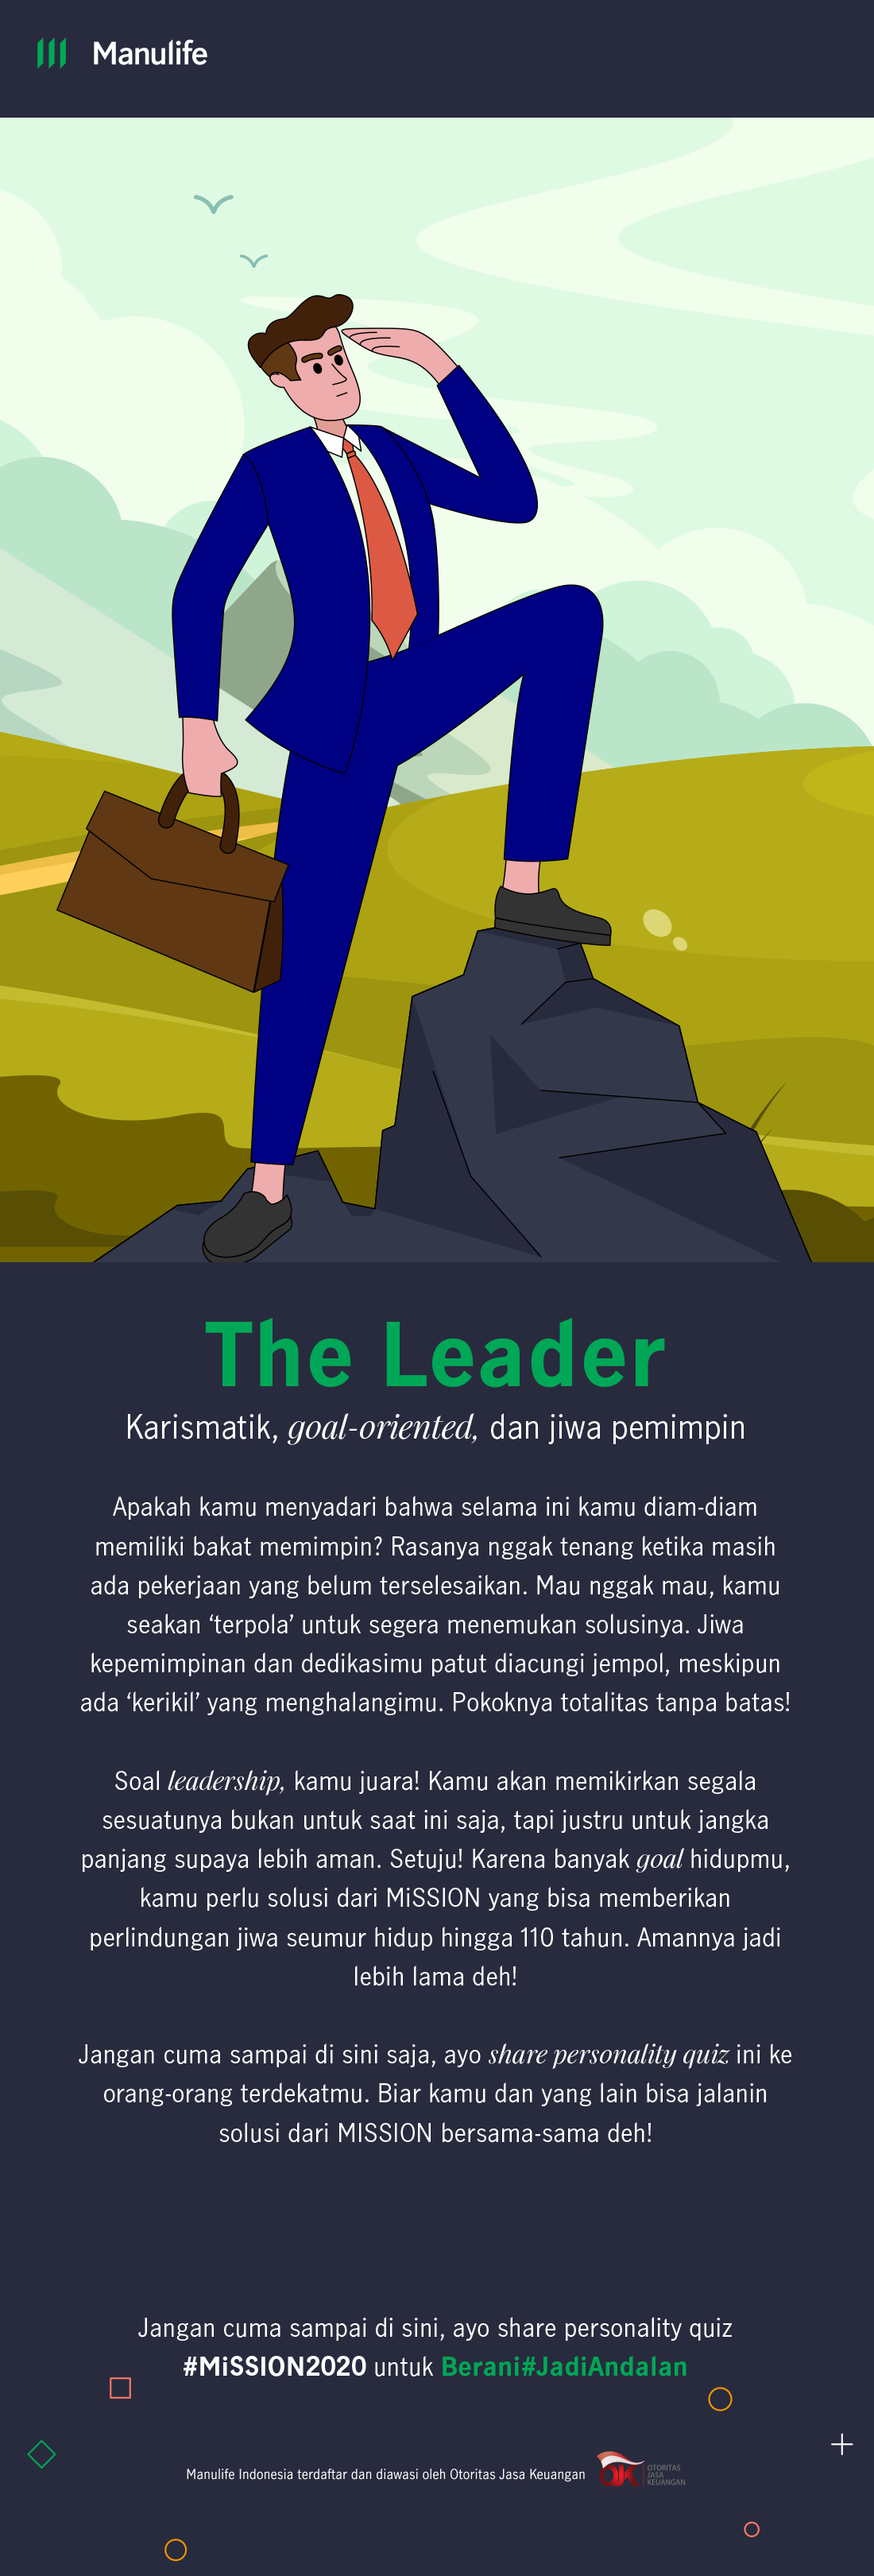 Manulife
The Leader
Karismatik, goal-oriented, dan jiwa pemimpin
Apakah kamu menyadari bahwa selama ini kamu diam-diam
memiliki bakat memimpin? Rasanya nggak tenang ketika masih
ada pekerjaan yang belum terselesaikan. Mau nggak mau, kamu
seakan ‘terpola’ untuk segera menemukan solusinya. Jiwa
kepemimpinan dan dedikasimu patut diacungi jempol, meskipun
ada ‘kerikil’ yang menghalangimu. Pokoknya totalitas tanpa batas!
Soal leadership, kamu juara! Kamu akan memikirkan segala
sesuatunya bukan untuk saat ini saja, tapi justru untuk jangka
panjang supaya lebih aman. Setuju! Karena banyak goal hidupmu,
kamu perlu solusi dari MiSSION yang bisa memberikan
perlindungan jiwa seumur hidup hingga 110 tahun. Amannya jadi
lebih lama deh!
Jangan cuma sampai di sini saja, ayo share personality quiz ini ke
orang-orang terdekatmu. Biar kamu dan yang lain bisa jalanin
solusi dari MISSION bersama-sama deh!
Jangan cuma sampai di sini, ayo share personality quiz
#MiSSION2020 untuk Berani#JadiAndalan
Manulife Indonesia terdaftar dan diawasi oleh Otoritas Jasa Keuangan
OJK
OTORITAS
JASA
KEUANGAN